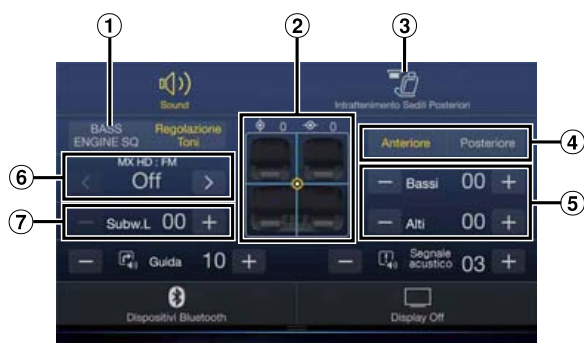 1 2 3
Sound
Intrattenimento Sedili Posteriori
BASS ENGINE SQ
Regolazione Toni
0 0
Anteriore Posteriore
4
6
MX HD : FM
< Off >
− Bassi 00 +
5
7
− Subw.L 00 +
− Alti 00 +
− Guida 10 +
− Segnale acustico 03 +
Dispositivi Bluetooth
Display Off